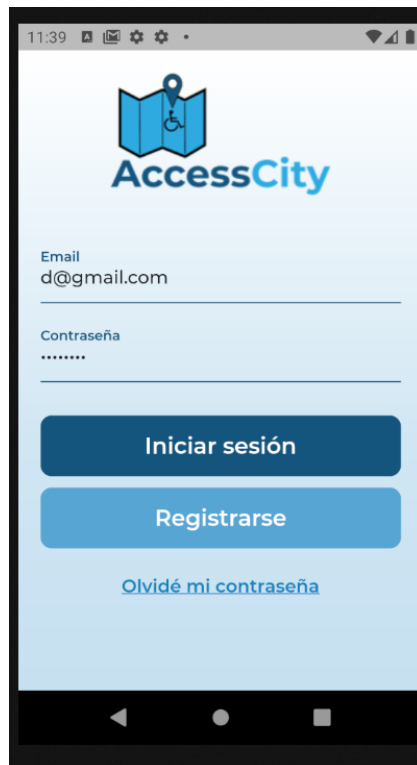 11:39
AccessCity
Email
d@gmail.com
Contraseña
••••••••
Iniciar sesión
Registrarse
Olvidé mi contraseña